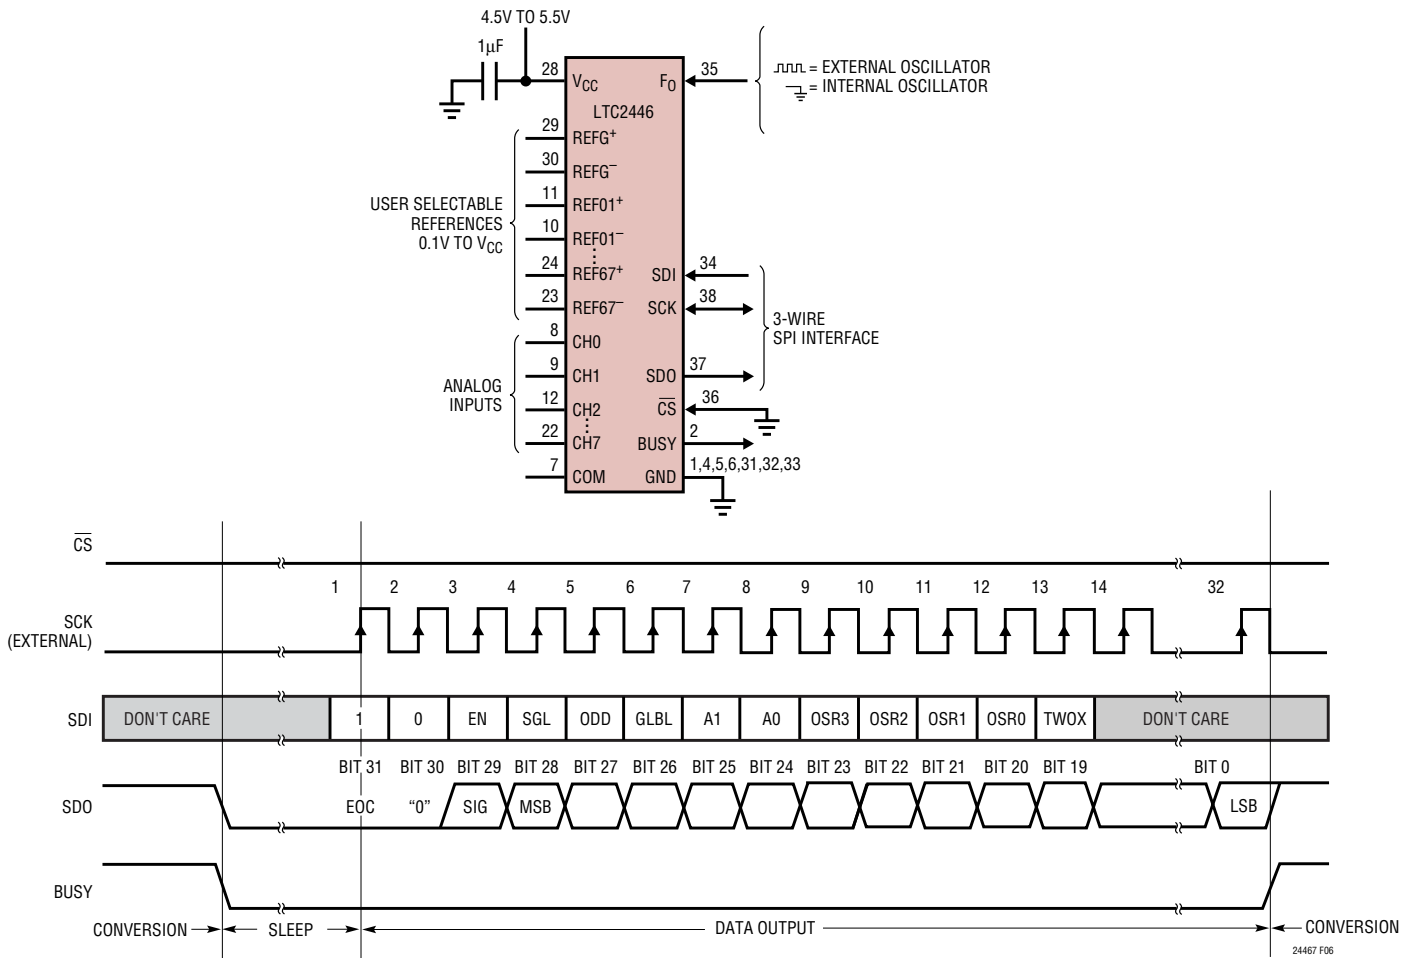 4.5V TO 5.5V
1µF
28
VCC
FO
35
= EXTERNAL OSCILLATOR
= INTERNAL OSCILLATOR
LTC2446
29
REFG+
30
REFG–
11
REF01+
USER SELECTABLE
REFERENCES
0.1V TO VCC
10
REF01–
24
REF67+
SDI
34
23
REF67–
SCK
38
3-WIRE
SPI INTERFACE
8
CH0
9
CH1
SDO
37
ANALOG
INPUTS
12
CH2
CS
36
22
CH7
BUSY
2
7
COM
GND
1,4,5,6,31,32,33
CS
1 2 3 4 5 6 7 8 9 10 11 12 13 14 32
SCK
(EXTERNAL)
SDI DON'T CARE 1 0 EN SGL ODD GLBL A1 A0 OSR3 OSR2 OSR1 OSR0 TWOX DON'T CARE
BIT 31 BIT 30 BIT 29 BIT 28 BIT 27 BIT 26 BIT 25 BIT 24 BIT 23 BIT 22 BIT 21 BIT 20 BIT 19 BIT 0
SDO EOC “0” SIG MSB LSB
BUSY
CONVERSION SLEEP DATA OUTPUT CONVERSION
24467 F06